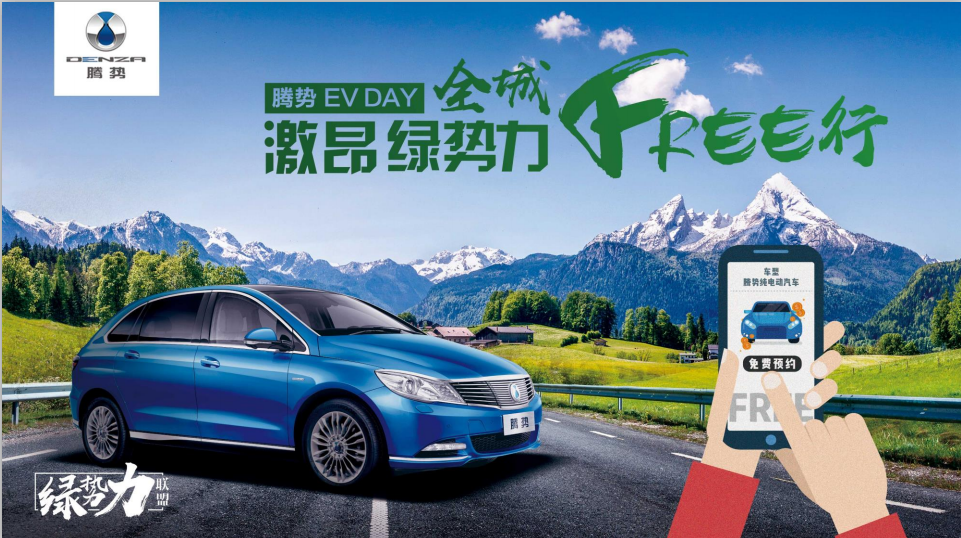 DENZA
腾势
腾势 EV DAY 全城
激昂绿势力 FREE行
车型
腾势纯电动汽车
免费预约
FREE
腾势
绿势力联盟